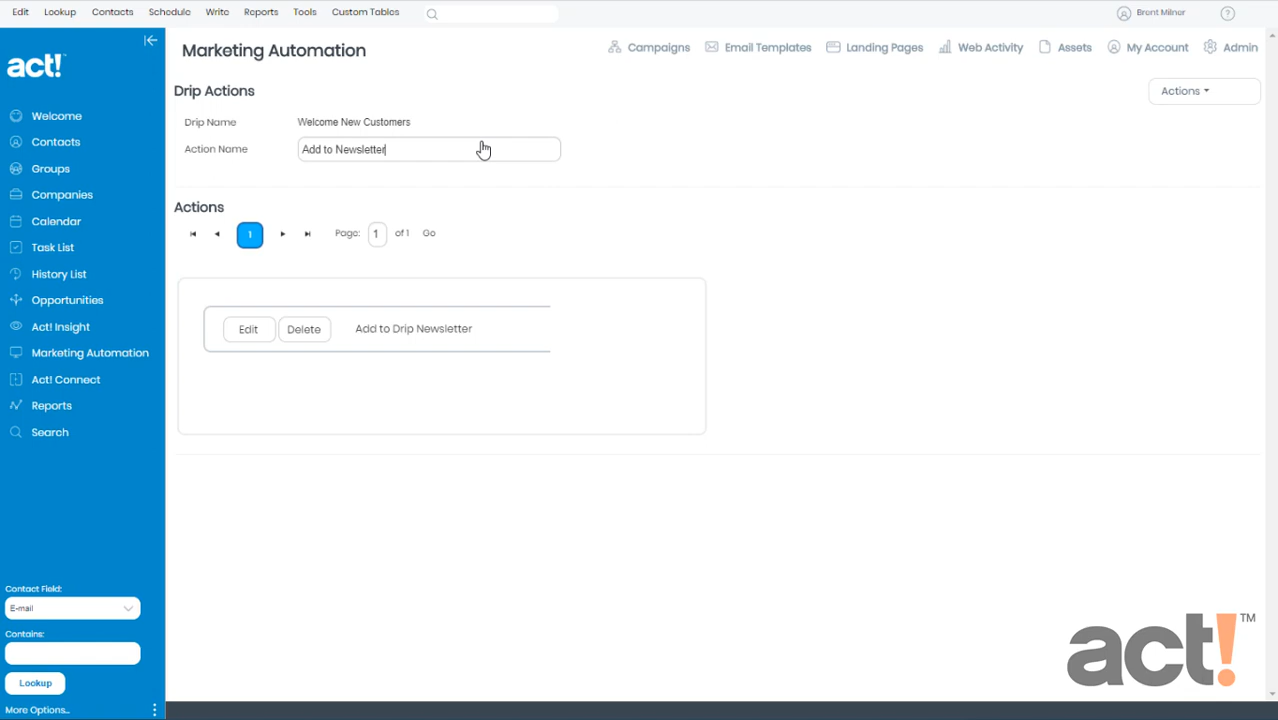 Edit Lookup Contacts Schedule Write Reports Tools Custom Tables Brent Milner ?
act!
Marketing Automation
Campaigns Email Templates Landing Pages Web Activity Assets My Account Admin
Drip Actions
Actions
Drip Name Welcome New Customers
Action Name Add to Newsletter
Actions
1 Page: 1 of 1 Go
Edit Delete Add to Drip Newsletter
Welcome
Contacts
Groups
Companies
Calendar
Task List
History List
Opportunities
Act! Insight
Marketing Automation
Act! Connect
Reports
Search
Contact Field:
E-mail
Contains:
Lookup
More Options...
act! TM